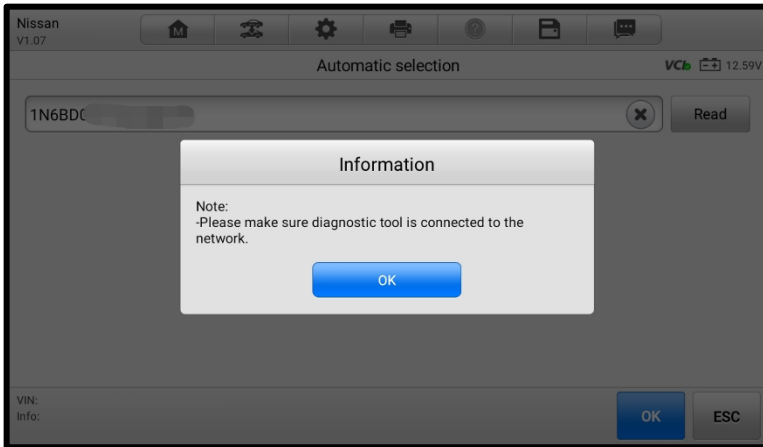 Nissan
V1.07
M
Automatic selection
VCI 12.59V
1N6BD0
Read
Information
Note:
-Please make sure diagnostic tool is connected to the
network.
OK
VIN:
Info:
OK
ESC